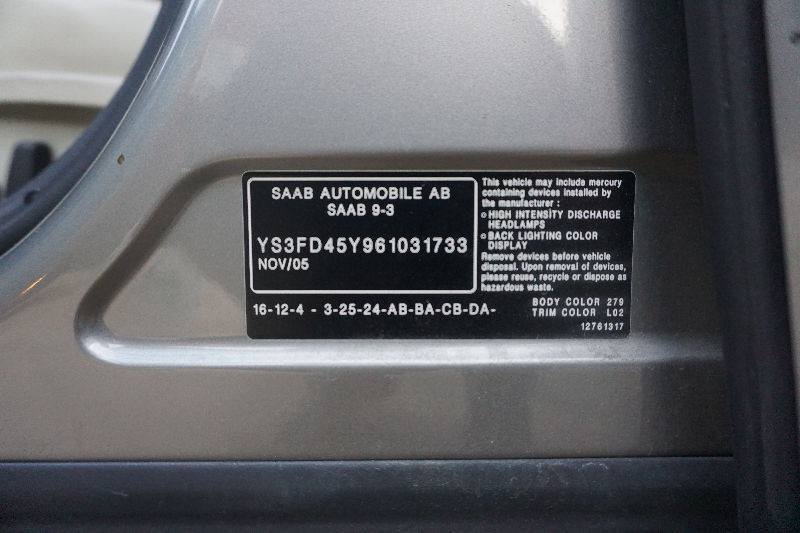 SAAB AUTOMOBILE AB
SAAB 9-3
YS3FD45Y961031733
NOV/05
This vehicle may include mercury
containing devices installed by
the manufacturer :
HIGH INTENSITY DISCHARGE
HEADLAMPS
BACK LIGHTING COLOR
DISPLAY
Remove devices before vehicle
disposal. Upon removal of devices,
please reuse, recycle or dispose as
hazardous waste.
16-12-4 - 3-25-24-AB-BA-CB-DA-
BODY COLOR 279
TRIM COLOR L02
12761317